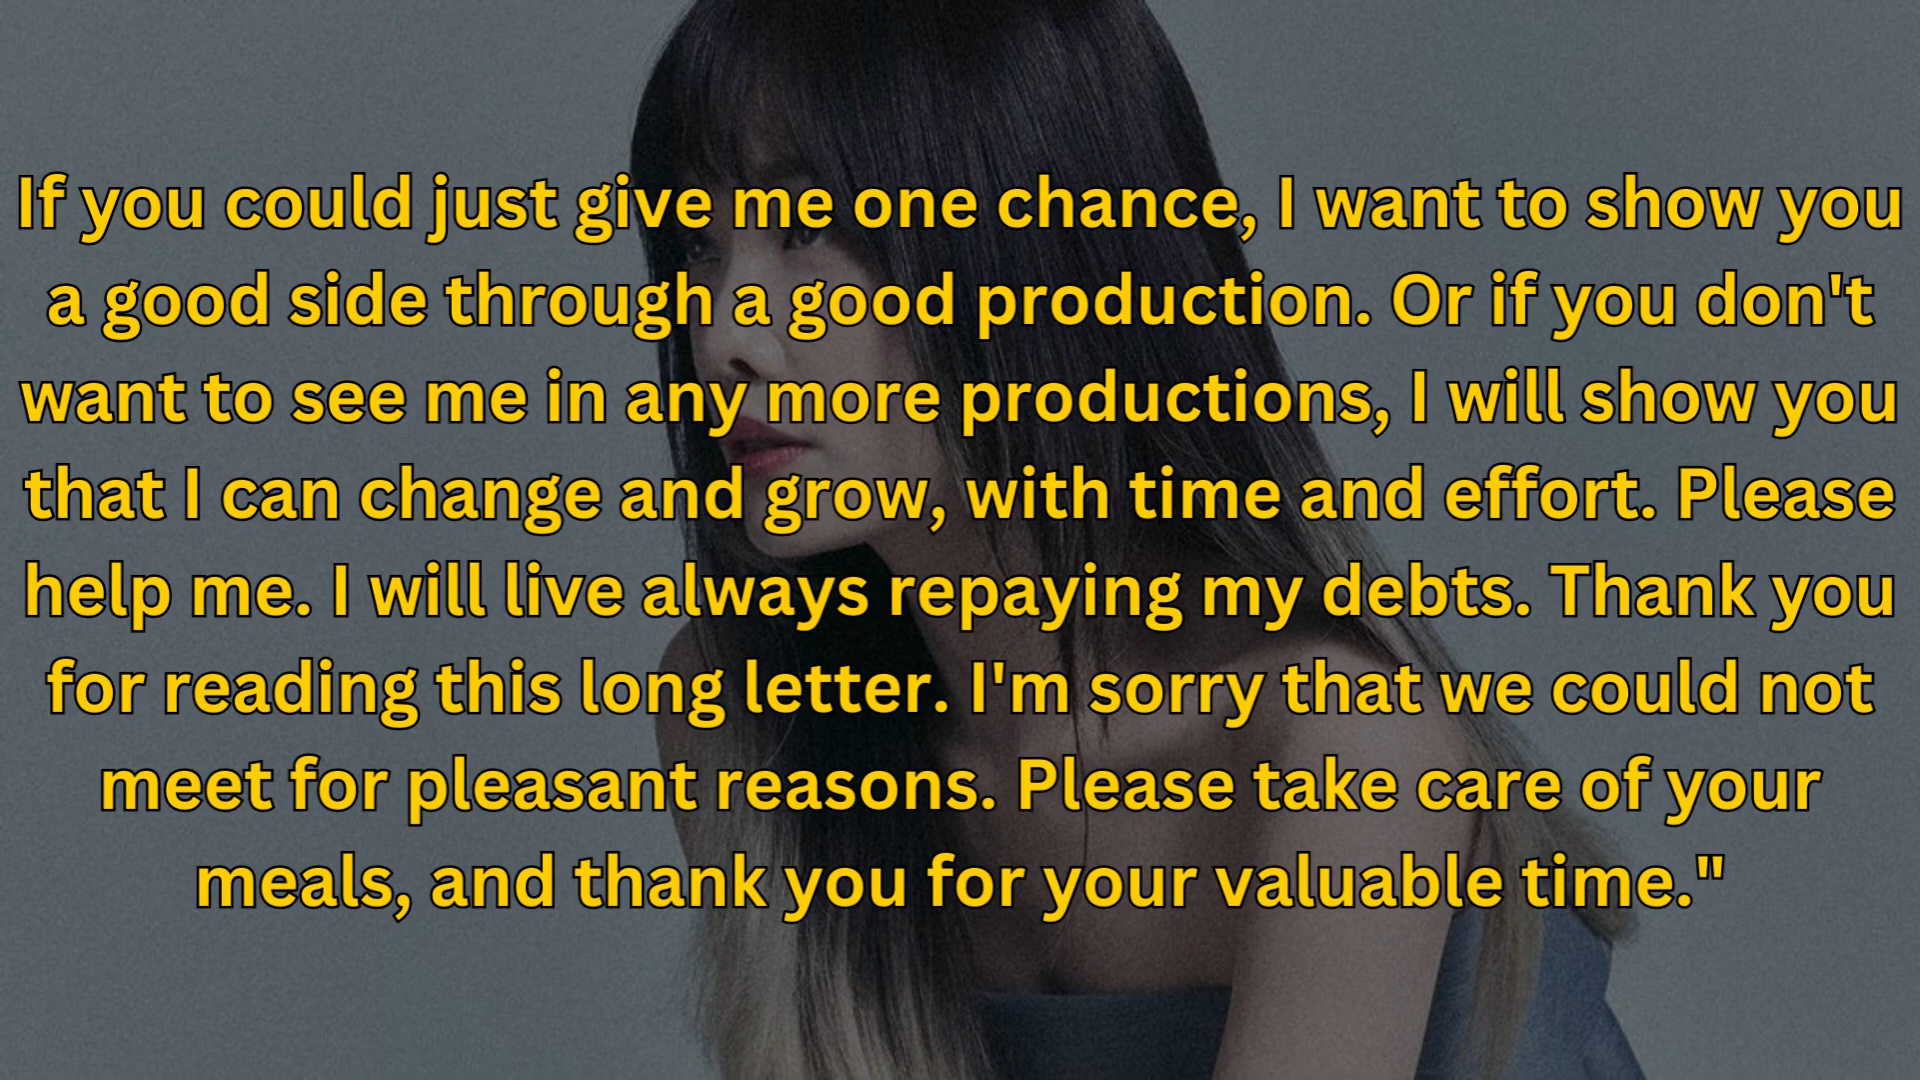 If you could just give me one chance, I want to show you
a good side through a good production. Or if you don't
want to see me in any more productions, I will show you
that I can change and grow, with time and effort. Please
help me. I will live always repaying my debts. Thank you
for reading this long letter. I'm sorry that we could not
meet for pleasant reasons. Please take care of your
meals, and thank you for your valuable time."